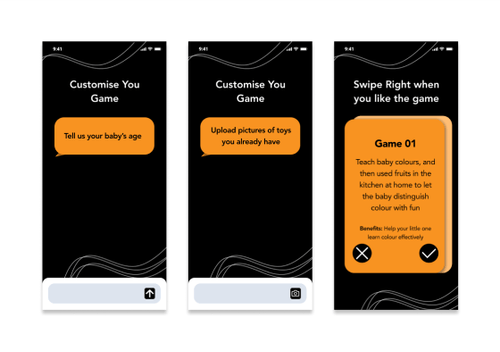 9:41
Customise You
Game
Tell us your baby's age
9:41
Customise You
Game
Upload pictures of toys
you already have
9:41
Swipe Right when
you like the game
Game 01
Teach baby colours, and
then used fruits in the
kitchen at home to let
the baby distinguish
colour with fun
Benefits: Help your little one
learn colour effectively